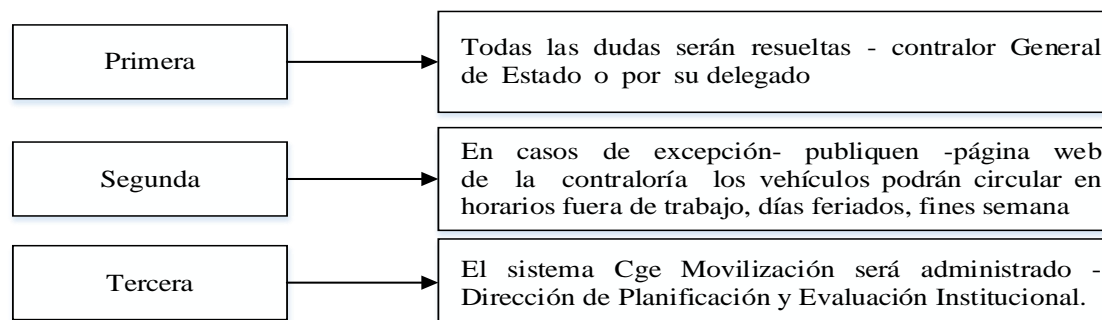 Primera
Todas las dudas serán resueltas - contralor General
de Estado o por su delegado
Segunda
En casos de excepción- publiquen -página web
de la contraloría los vehículos podrán circular en
horarios fuera de trabajo, días feriados, fines semana
Tercera
El sistema Cge Movilización será administrado -
Dirección de Planificación y Evaluación Institucional.